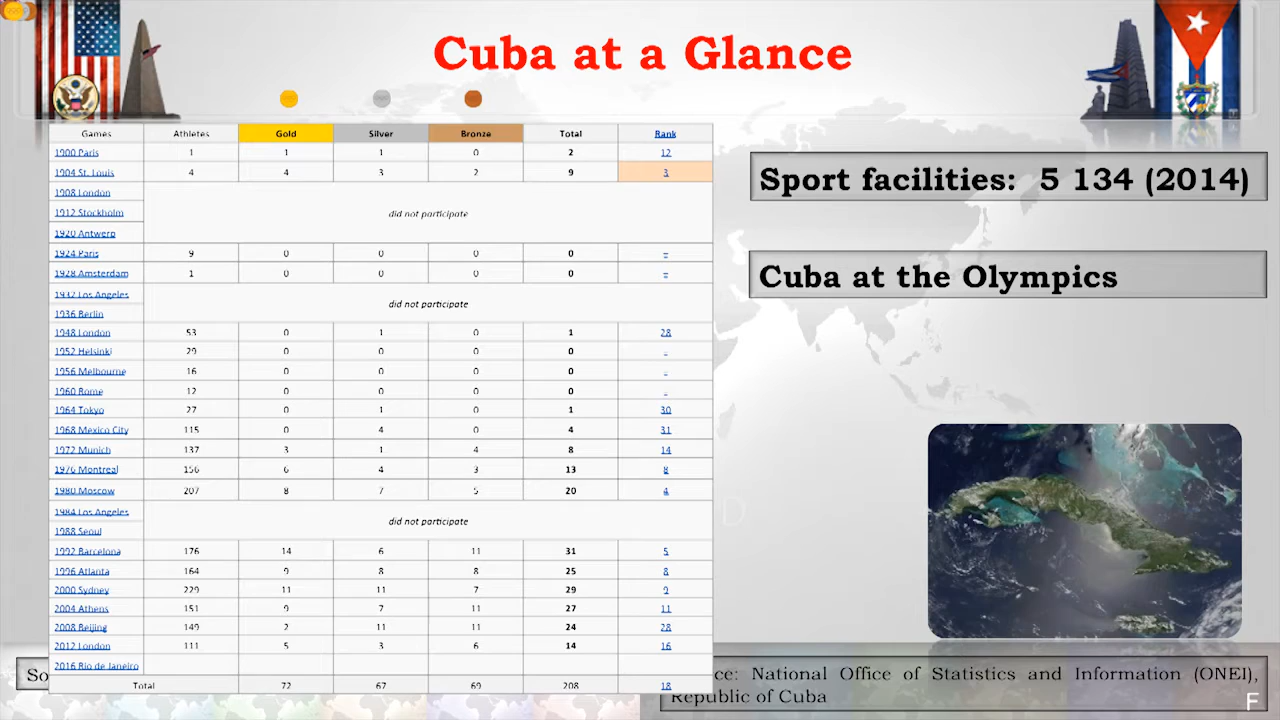 Cuba at a Glance
Games Athletes Gold Silver Bronze Total Rank
1900 Paris 1 1 1 0 2 12
1904 St. Louis 4 4 3 2 9 3
1908 London
1912 Stockholm did not participate
1920 Antwerp
1924 Paris 9 0 0 0 0 –
1928 Amsterdam 1 0 0 0 0 –
1932 Los Angeles
did not participate
1936 Berlin
1948 London 53 0 1 0 1 28
1952 Helsinki 29 0 0 0 0 –
1956 Melbourne 16 0 0 0 0 –
1960 Rome 12 0 0 0 0 –
1964 Tokyo 27 0 1 0 1 30
1968 Mexico City 115 0 4 0 4 31
1972 Munich 137 3 1 4 8 14
1976 Montreal 156 6 4 3 13 8
1980 Moscow 207 8 7 5 20 4
1984 Los Angeles
did not participate
1988 Seoul
1992 Barcelona 176 14 6 11 31 5
1996 Atlanta 164 9 8 8 25 8
2000 Sydney 229 11 11 7 29 9
2004 Athens 151 9 7 11 27 11
2008 Beijing 149 2 11 11 24 28
2012 London 111 5 3 6 14 16
2016 Rio de Janeiro
Total 72 67 69 208 18
Sport facilities: 5 134 (2014)
Cuba at the Olympics
So
ce: National Office of Statistics and Information (ONEI),
Republic of Cuba
F